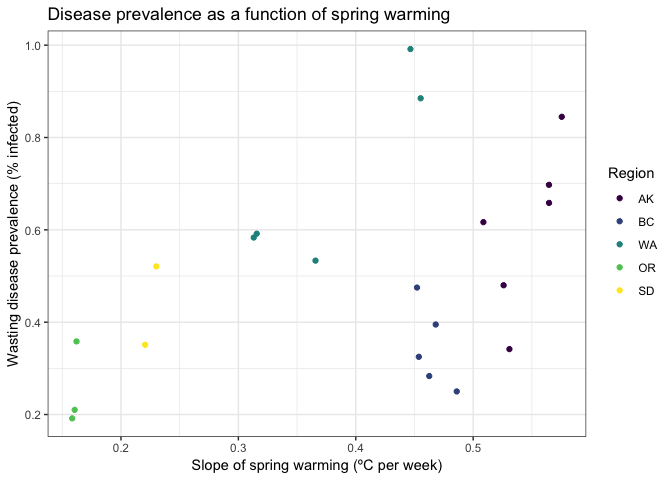 Disease prevalence as a function of spring warming
Wasting disease prevalence (% infected)
1.0
0.8
0.6
0.4
0.2
0.2
0.3
0.4
0.5
Slope of spring warming (ºC per week)
Region
AK
BC
WA
OR
SD